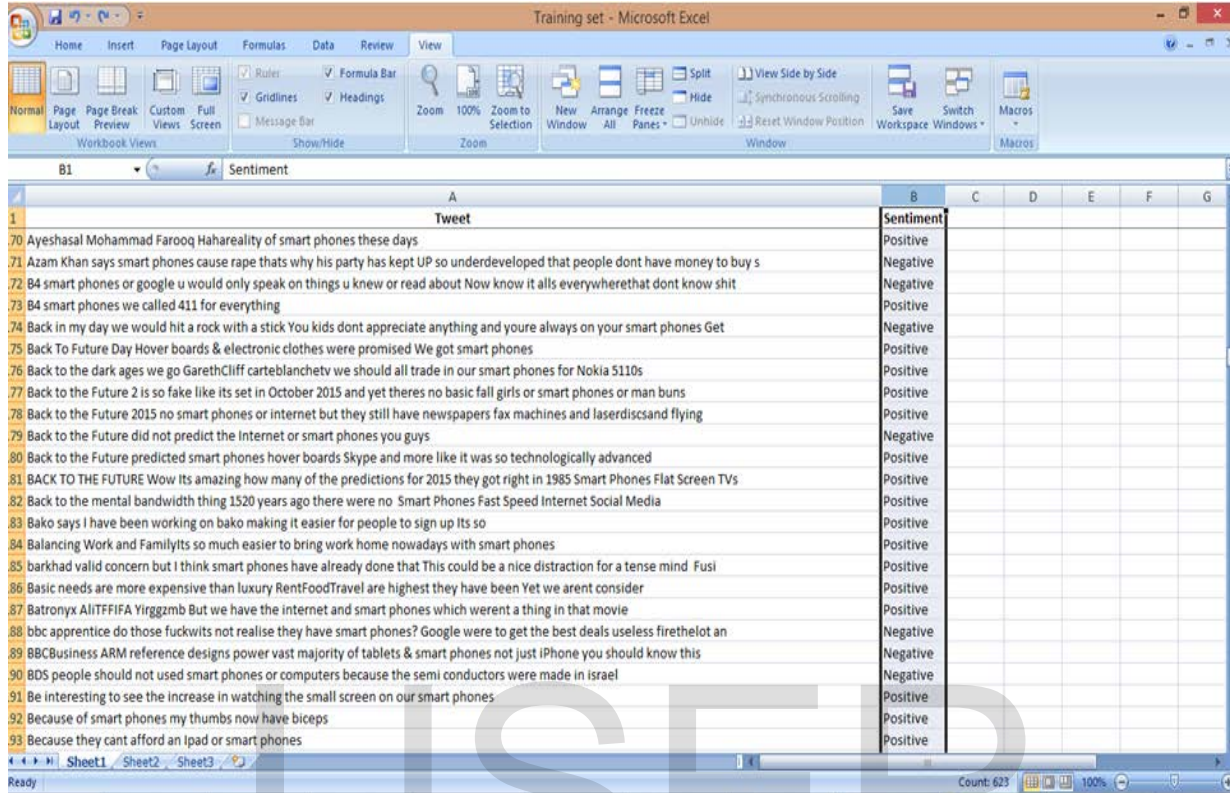 Training set - Microsoft Excel
Home Insert Page Layout Formulas Data Review View
Normal Page Layout Page Break Preview Custom Views Full Screen
Workbook Views
Ruler Formula Bar
Gridlines Headings
Message Bar
Show/Hide
Zoom 100% Zoom to Selection
Zoom
New Window Arrange All Freeze Panes
Split
Hide
Unhide
View Side by Side
Synchronous Scrolling
Reset Window Position
Save Workspace Switch Windows
Window
Macros
Macros
B1 fx Sentiment
A B C D E F G
1 Tweet Sentiment
70 Ayeshasal Mohammad Farooq Hahareality of smart phones these days Positive
71 Azam Khan says smart phones cause rape thats why his party has kept UP so underdeveloped that people dont have money to buy s Negative
72 B4 smart phones or google u would only speak on things u knew or read about Now know it alls everywherethat dont know shit Negative
73 B4 smart phones we called 411 for everything Positive
74 Back in my day we would hit a rock with a stick You kids dont appreciate anything and youre always on your smart phones Get Negative
75 Back To Future Day Hover boards & electronic clothes were promised We got smart phones Positive
76 Back to the dark ages we go GarethCliff carteblanchetv we should all trade in our smart phones for Nokia 5110s Positive
77 Back to the Future 2 is so fake like its set in October 2015 and yet theres no basic fall girls or smart phones or man buns Positive
78 Back to the Future 2015 no smart phones or internet but they still have newspapers fax machines and laserdiscsand flying Positive
79 Back to the Future did not predict the Internet or smart phones you guys Negative
80 Back to the Future predicted smart phones hover boards Skype and more like it was so technologically advanced Positive
81 BACK TO THE FUTURE Wow Its amazing how many of the predictions for 2015 they got right in 1985 Smart Phones Flat Screen TVs Positive
82 Back to the mental bandwidth thing 1520 years ago there were no Smart Phones Fast Speed Internet Social Media Positive
83 Bako says I have been working on bako making it easier for people to sign up Its so Positive
84 Balancing Work and FamilyIts so much easier to bring work home nowadays with smart phones Positive
85 barkhad valid concern but I think smart phones have already done that This could be a nice distraction for a tense mind Fusi Positive
86 Basic needs are more expensive than luxury RentFoodTravel are highest they have been Yet we arent consider Positive
87 Batronyx AliTFFIFA Yirggzmb But we have the internet and smart phones which werent a thing in that movie Positive
88 bbc apprentice do those fuckwits not realise they have smart phones? Google were to get the best deals useless firethelot an Negative
89 BBCBusiness ARM reference designs power vast majority of tablets & smart phones not just iPhone you should know this Negative
90 BDS people should not used smart phones or computers because the semi conductors were made in israel Negative
91 Be interesting to see the increase in watching the small screen on our smart phones Positive
92 Because of smart phones my thumbs now have biceps Positive
93 Because they cant afford an Ipad or smart phones Positive
Sheet1 Sheet2 Sheet3
Ready Count: 623 100%